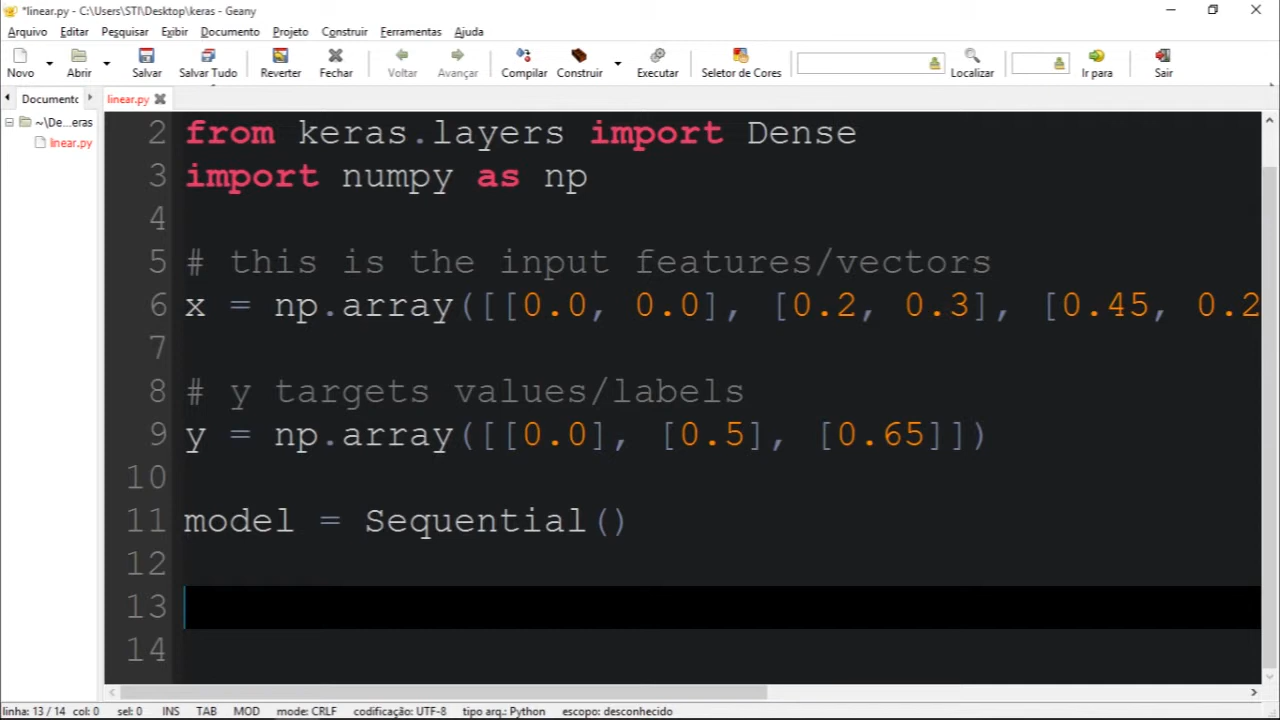 *linear.py - C:\Users\STI\Desktop\keras - Geany
Arquivo Editar Pesquisar Exibir Documento Projeto Construir Ferramentas Ajuda
Novo Abrir Salvar Salvar Tudo Reverter Fechar Voltar Avançar Compilar Construir Executar Seletor de Cores Localizar Ir para Sair
Documento linear.py
~\De...eras
linear.py
2 from keras.layers import Dense
3 import numpy as np
4
5 # this is the input features/vectors
6 x = np.array([[0.0, 0.0], [0.2, 0.3], [0.45, 0.2
7
8 # y targets values/labels
9 y = np.array([[0.0], [0.5], [0.65]])
10
11 model = Sequential()
12
13
14
linha: 13 / 14 col: 0 sel: 0 INS TAB MOD mode: CRLF codificação: UTF-8 tipo arq.: Python escopo: desconhecido